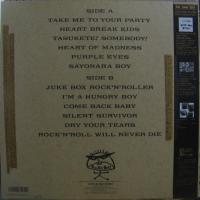 SIDE A
TAKE ME TO YOUR PARTY
HEART BREAK KIDS
TASUKETE! SOMEBODY!
HEART OF MADNESS
PURPLE EYES
SAYONARA BOY
SIDE B
JUKE BOX ROCK'N'ROLLER
I'M A HUNGRY BOY
COME BACK BABY
SILENT SURVIVOR
DRY YOUR TEARS
ROCK'N'ROLL WILL NEVER DIE